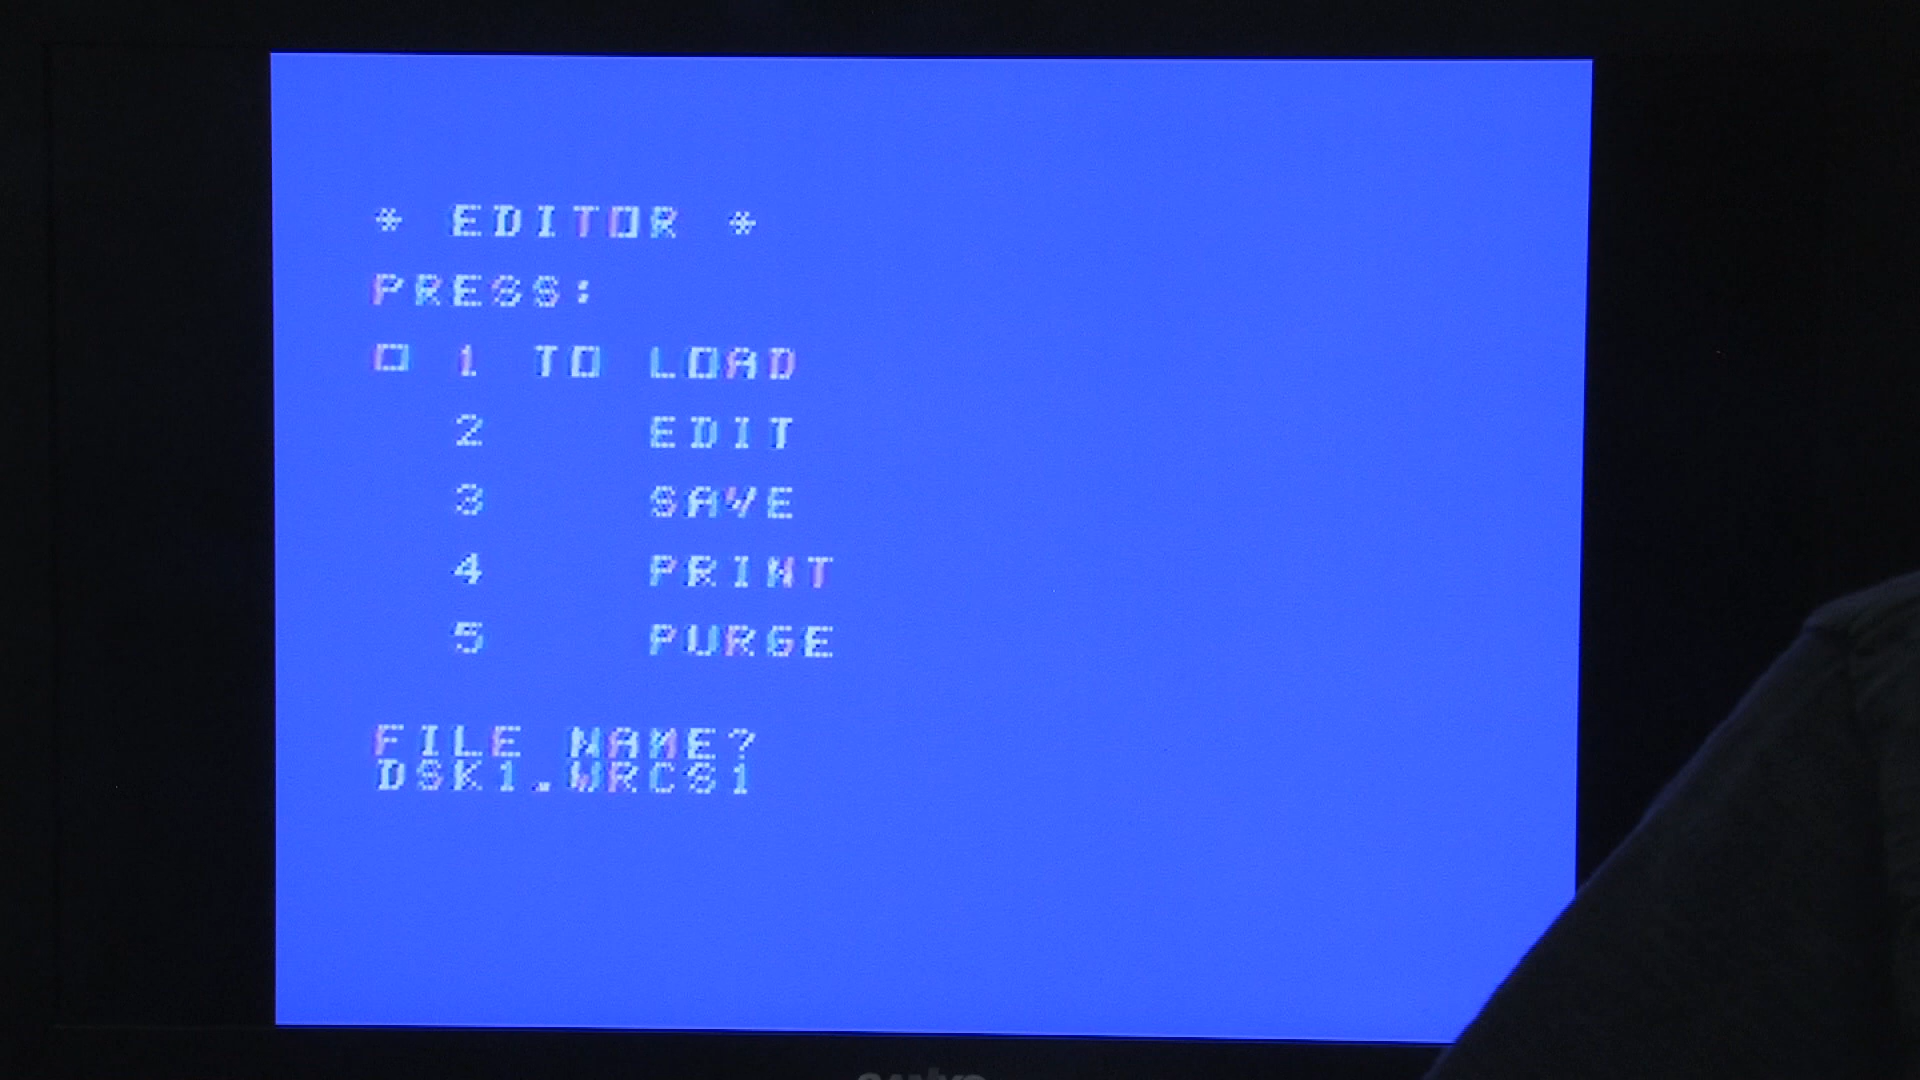 * EDITOR *
PRESS:
1 TO LOAD
2 EDIT
3 SAVE
4 PRINT
5 PURGE
FILE NAME?
DSK1.WRCS1